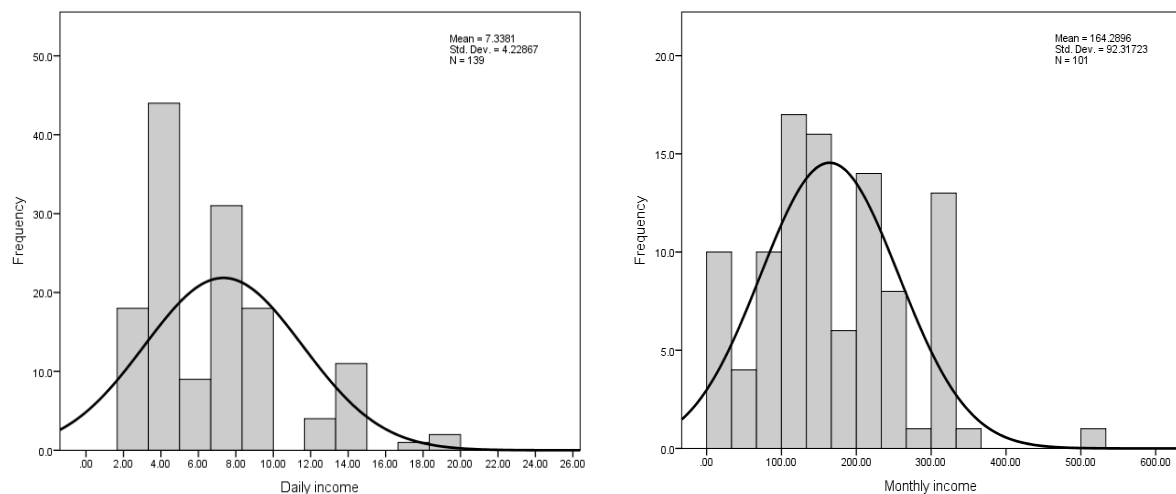 Mean = 7.3381
Std. Dev. = 4.22867
N = 139
50.0
40.0
30.0
20.0
10.0
0.0
Frequency
.00 2.00 4.00 6.00 8.00 10.00 12.00 14.00 16.00 18.00 20.00 22.00 24.00 26.00
Daily income
Mean = 164.2896
Std. Dev. = 92.31723
N = 101
20.0
15.0
10.0
5.0
0.0
Frequency
.00 100.00 200.00 300.00 400.00 500.00 600.00
Monthly income